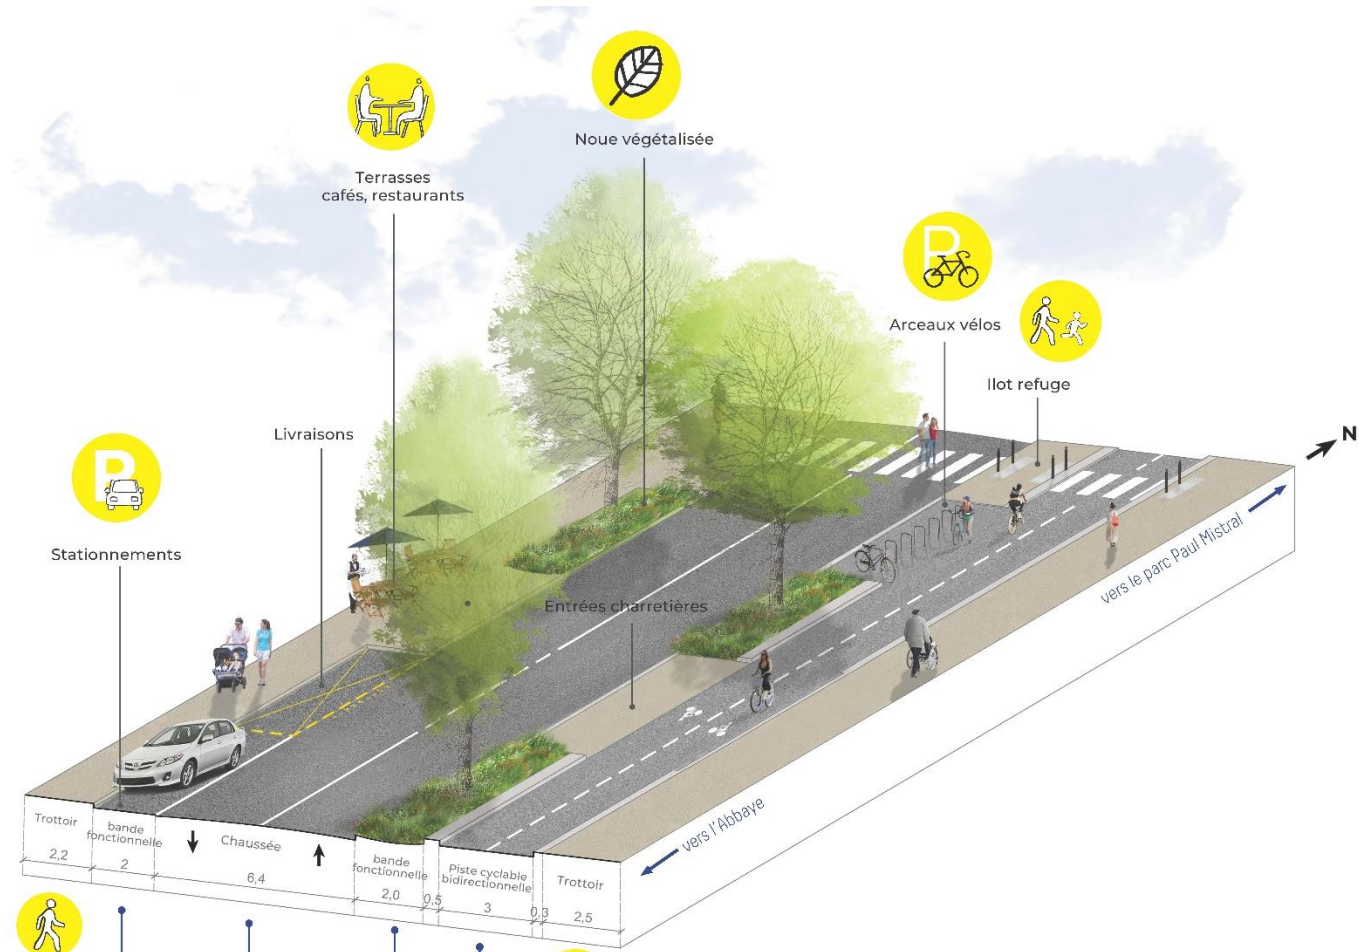 Noue végétalisée
Terrasses
cafés, restaurants
P
Arceaux vélos
Ilot refuge
Livraisons
N
P
Stationnements
vers le parc Paul Mistral
Entrées charretières
vers l'Abbaye
Trottoir
2,2
bande
fonctionnelle
2
Chaussée
6,4
bande
fonctionnelle
2,0
0,5
Piste cyclable
bidirectionnelle
3
0,3
Trottoir
2,5